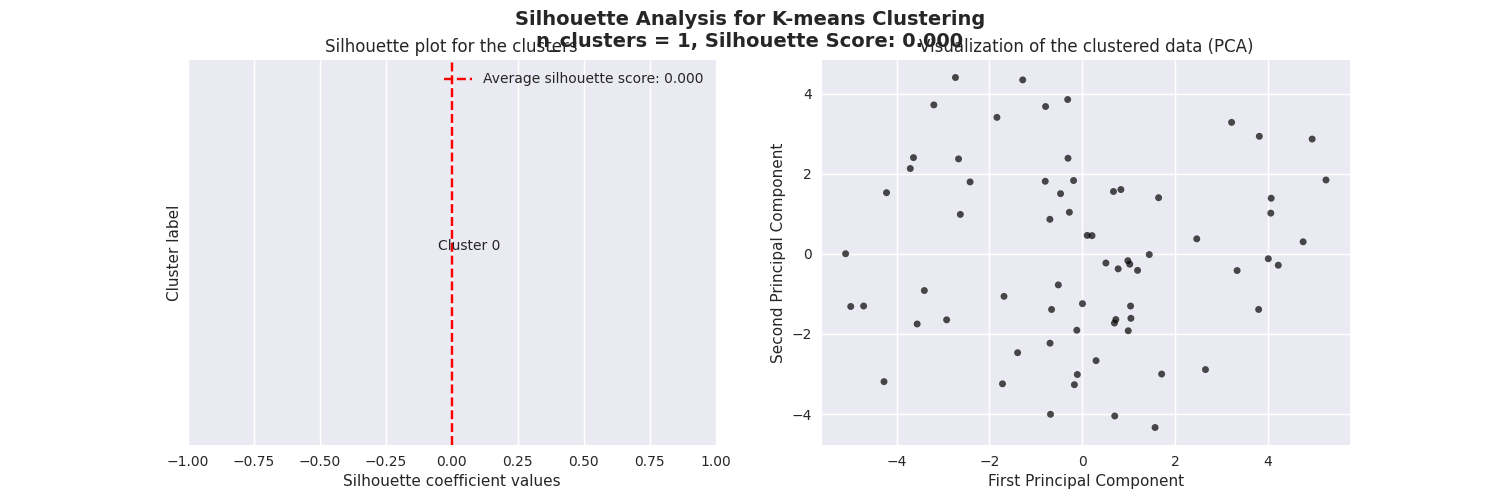 Silhouette Analysis for K-means Clustering
n_clusters = 1, Silhouette Score: 0.000
Silhouette plot for the clusters
Average silhouette score: 0.000
Cluster 0
Cluster label
−1.00 −0.75 −0.50 −0.25 0.00 0.25 0.50 0.75 1.00
Silhouette coefficient values
Visualization of the clustered data (PCA)
4
2
0
−2
−4
Second Principal Component
−4 −2 0 2 4
First Principal Component